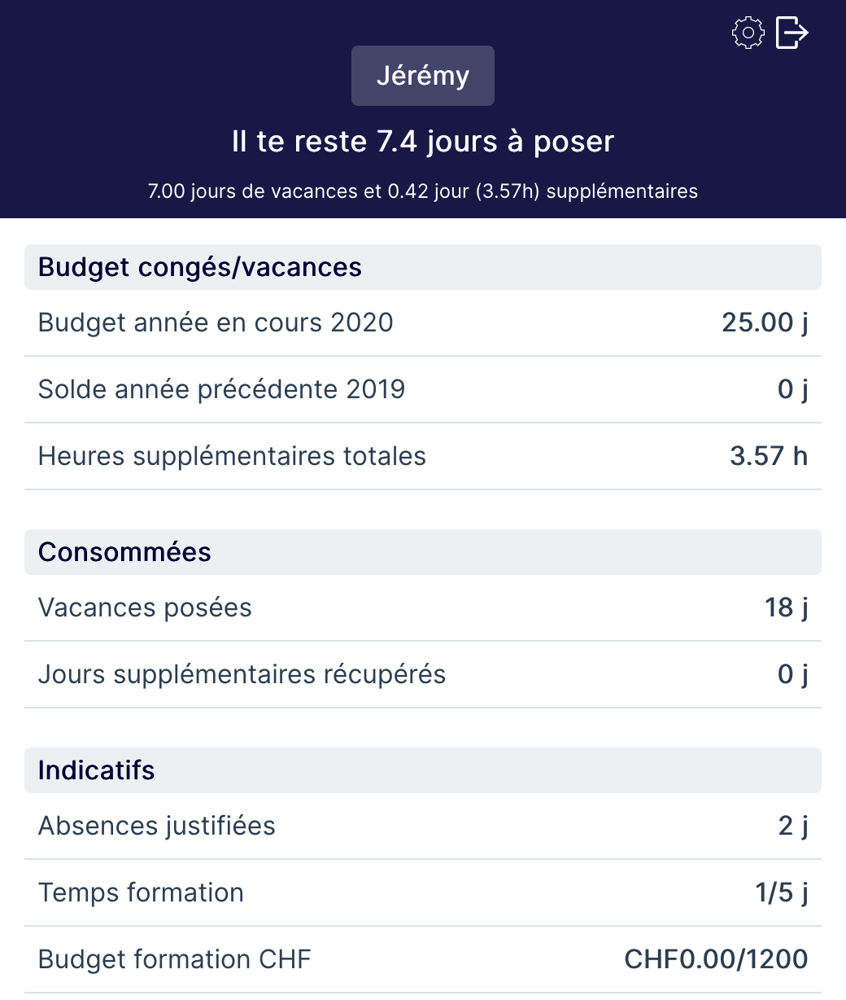 Jérémy
Il te reste 7.4 jours à poser
7.00 jours de vacances et 0.42 jour (3.57h) supplémentaires
Budget congés/vacances
Budget année en cours 2020 25.00 j
Solde année précédente 2019 0 j
Heures supplémentaires totales 3.57 h
Consommées
Vacances posées 18 j
Jours supplémentaires récupérés 0 j
Indicatifs
Absences justifiées 2 j
Temps formation 1/5 j
Budget formation CHF CHF0.00/1200